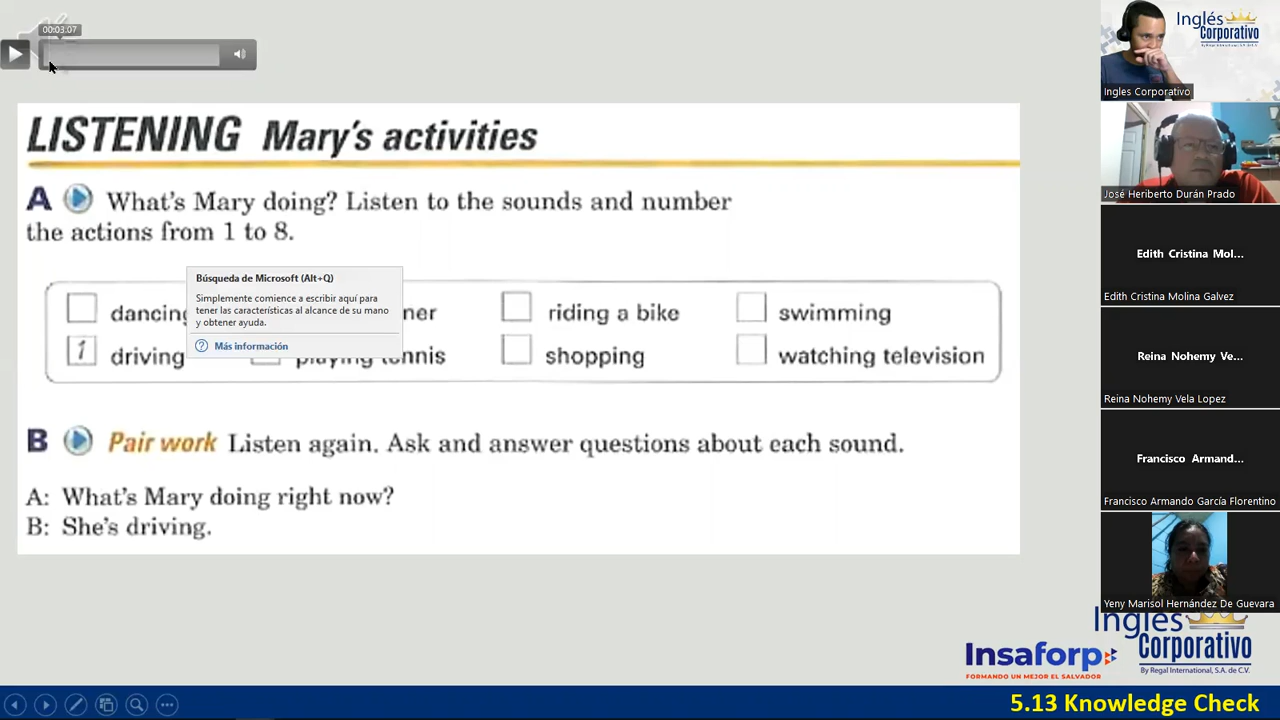 00:03.07
LISTENING Mary's activities
A What's Mary doing? Listen to the sounds and number
the actions from 1 to 8.
Búsqueda de Microsoft (Alt+Q)
Simplemente comience a escribir aquí para
tener las características al alcance de su mano
y obtener ayuda.
Más información
dancing
ner
riding a bike
swimming
1 driving
playing tennis
shopping
watching television
B Pair work Listen again. Ask and answer questions about each sound.
A: What's Mary doing right now?
B: She's driving.
Inglés
Corporativo
By Regal International, S.A. de C.V.
Ingles Corporativo
José Heriberto Durán Prado
Edith Cristina Mol...
Edith Cristina Molina Galvez
Reina Nohemy Ve...
Reina Nohemy Vela Lopez
Francisco Armand...
Francisco Armando García Florentino
Yeny Marisol Hernández De Guevara
Insaforp
FORMANDO UN MEJOR EL SALVADOR
Inglés
Corporativo
By Regal International, S.A. de C.V.
5.13 Knowledge Check